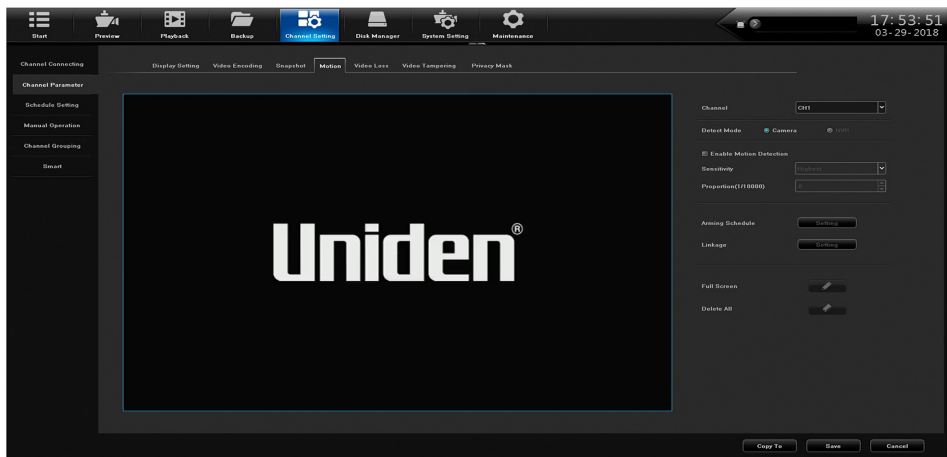 Start Preview Playback Backup Channel Setting Disk Manager System Setting Maintenance
17: 53: 51
03-29-2018
Channel Connecting
Channel Parameter
Schedule Setting
Manual Operation
Channel Grouping
Smart
Display Setting Video Encoding Snapshot Motion Video Loss Video Tampering Privacy Mask
Uniden®
Channel CH1
Detect Mode Camera NVR
Enable Motion Detection
Sensitivity Highest
Proportion(1/10000) 0
Arming Schedule Setting
Linkage Setting
Full Screen
Delete All
Copy To Save Cancel